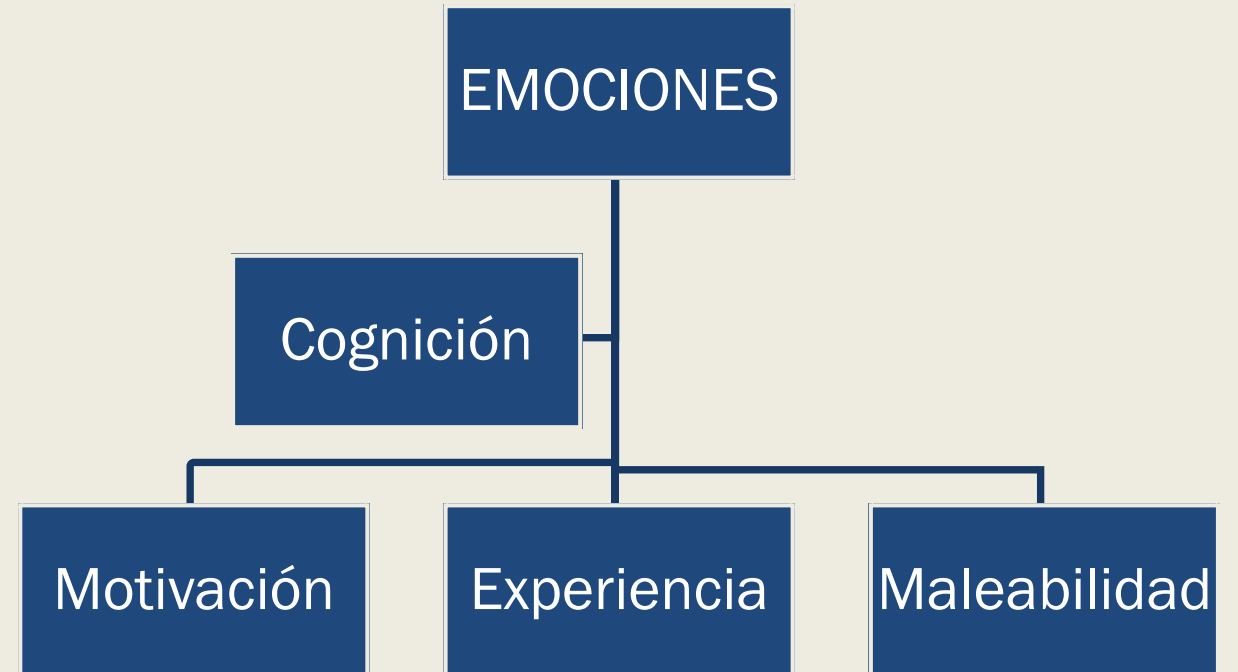 EMOCIONES
Cognición
Motivación
Experiencia
Maleabilidad